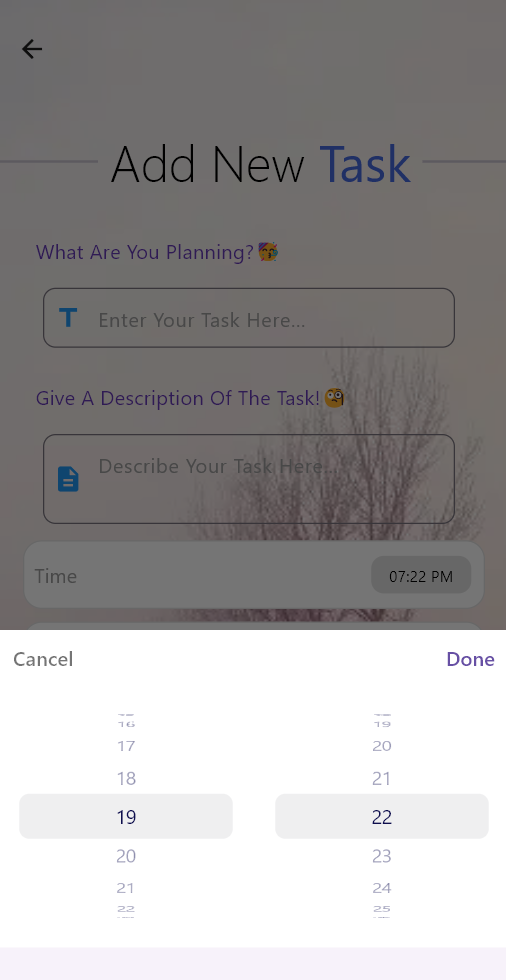 Add New Task
What Are You Planning?🥳
T Enter Your Task Here...
Give A Description Of The Task!🧐
Describe Your Task Here...
Time 07:22 PM
Cancel Done
16 19
17 20
18 21
19 22
20 23
21 24
22 25